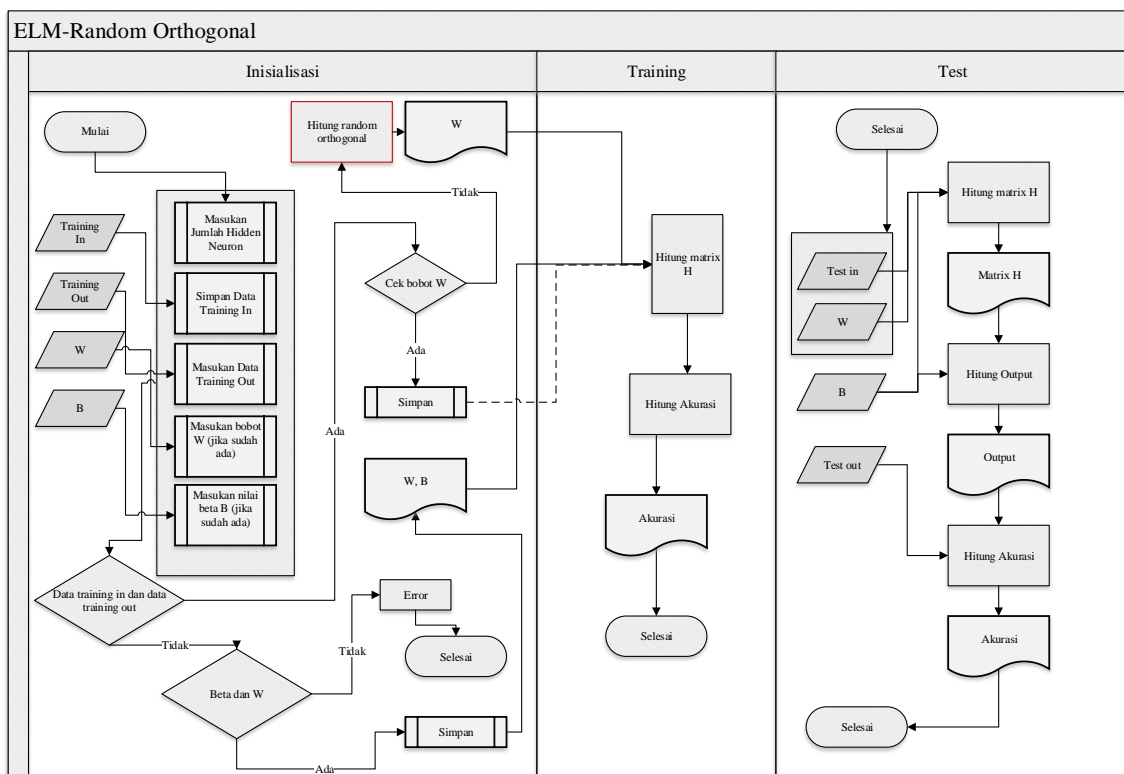 ELM-Random Orthogonal
Inisialisasi
Training
Test
Mulai
Hitung random
orthogonal
W
Tidak
Training
In
Training
Out
W
B
Masukan
Jumlah Hidden
Neuron
Simpan Data
Training In
Masukan Data
Training Out
Masukan bobot
W (jika sudah
ada)
Masukan nilai
beta B (jika
sudah ada)
Cek bobot W
Ada
Simpan
Ada
W, B
Data training in dan data
training out
Tidak
Beta dan W
Tidak
Error
Selesai
Ada
Simpan
Hitung matrix
H
Hitung Akurasi
Akurasi
Selesai
Selesai
Test in
W
B
Test out
Hitung matrix H
Matrix H
Hitung Output
Output
Hitung Akurasi
Akurasi
Selesai